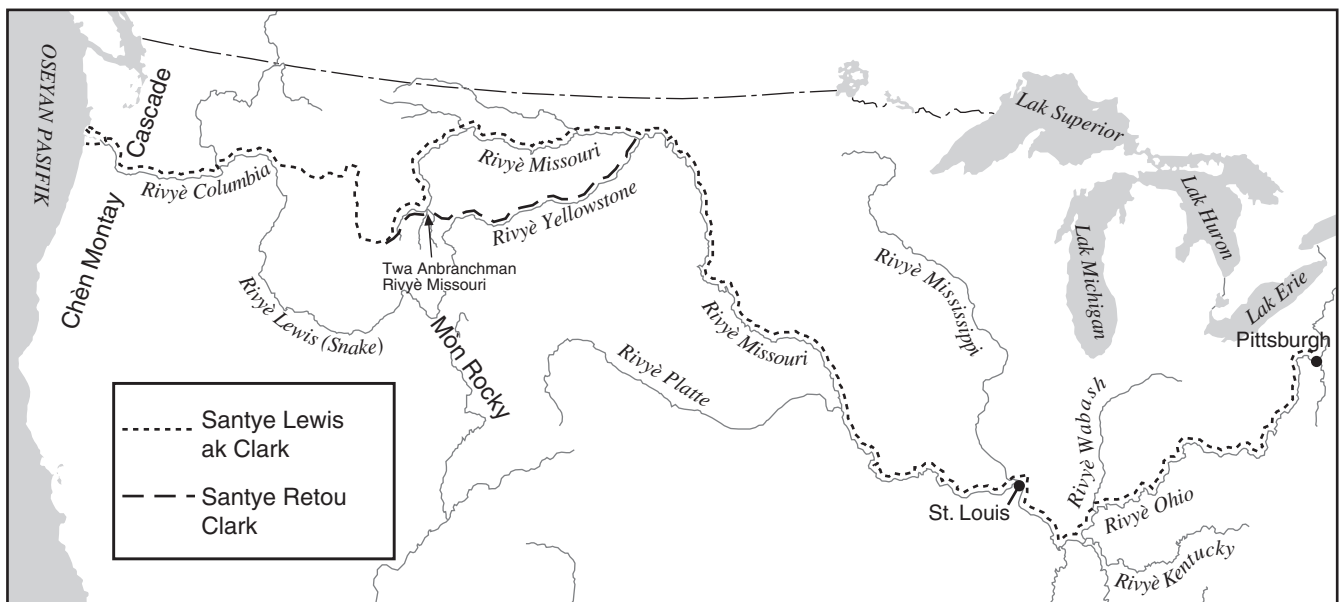 OSEYAN PASIFIK
Cascade
Chèn Montay
Rivyè Columbia
Rivyè Lewis (Snake)
Rivyè Missouri
Rivyè Yellowstone
Twa Anbranchman
Rivyè Missouri
Mòn Rocky
Rivyè Platte
Rivyè Missouri
Rivyè Mississippi
Lak Superior
Lak Michigan
Lak Huron
Lak Erie
Pittsburgh
Rivyè Wabash
Rivyè Ohio
Rivyè Kentucky
St. Louis
Santye Lewis
ak Clark
Santye Retou
Clark